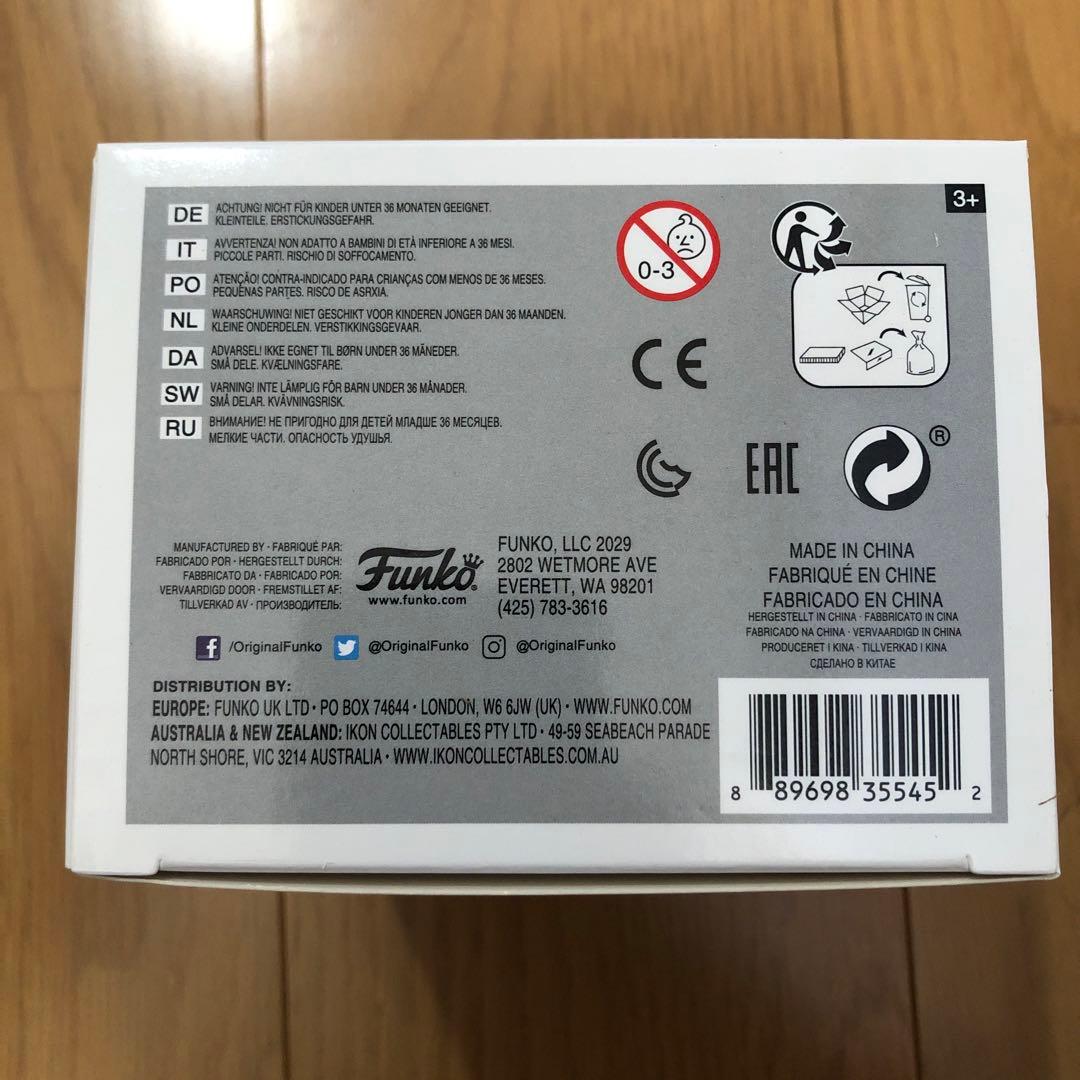 3+
DE ACHTUNG! NICHT FÜR KINDER UNTER 36 MONATEN GEEIGNET.
KLEINTEILE. ERSTICKUNGSGEFAHR.
IT AVVERTENZA! NON ADATTO A BAMBINI DI ETÀ INFERIORE A 36 MESI.
PICCOLE PARTI. RISCHIO DI SOFFOCAMENTO.
PO ATENÇÃO! CONTRA-INDICADO PARA CRIANÇAS COM MENOS DE 36 MESES.
PEQUENAS PARTES. RISCO DE ASRXIA.
NL WAARSCHUWING! NIET GESCHIKT VOOR KINDEREN JONGER DAN 36 MAANDEN.
KLEINE ONDERDELEN. VERSTIKKINGSGEVAAR.
DA ADVARSEL! IKKE EGNET TIL BØRN UNDER 36 MÅNEDER.
SMÅ DELE. KVÆLNINGSFARE.
SW VARNING! INTE LÄMPLIG FÖR BARN UNDER 36 MÅNADER.
SMÅ DELAR. KVÄVNINGSRISK.
RU ВНИМАНИЕ! НЕ ПРИГОДНО ДЛЯ ДЕТЕЙ МЛАДШЕ 36 МЕСЯЦЕВ.
МЕЛКИЕ ЧАСТИ. ОПАСНОСТЬ УДУШЬЯ.
0-3
CE
EAC
®
MANUFACTURED BY · FABRIQUÉ PAR:
FABRICADO POR · HERGESTELLT DURCH:
FABBRICATO DA · FABRICADO POR:
VERVAARDIGD DOOR · FREMSTILLET AF:
TILLVERKAD AV · ПРОИЗВОДИТЕЛЬ:
Funko®
www.funko.com
FUNKO, LLC 2029
2802 WETMORE AVE
EVERETT, WA 98201
(425) 783-3616
MADE IN CHINA
FABRIQUÉ EN CHINE
FABRICADO EN CHINA
HERGESTELLT IN CHINA · FABBRICATO IN CINA
FABRICADO NA CHINA · VERVAARDIGD IN CHINA
PRODUCERET I KINA · TILLVERKAD I KINA
СДЕЛАНО В КИТАЕ
f /OriginalFunko @OriginalFunko @OriginalFunko
DISTRIBUTION BY:
EUROPE: FUNKO UK LTD · PO BOX 74644 · LONDON, W6 6JW (UK) · WWW.FUNKO.COM
AUSTRALIA & NEW ZEALAND: IKON COLLECTABLES PTY LTD · 49-59 SEABEACH PARADE
NORTH SHORE, VIC 3214 AUSTRALIA · WWW.IKONCOLLECTABLES.COM.AU
8 89698 35545 2